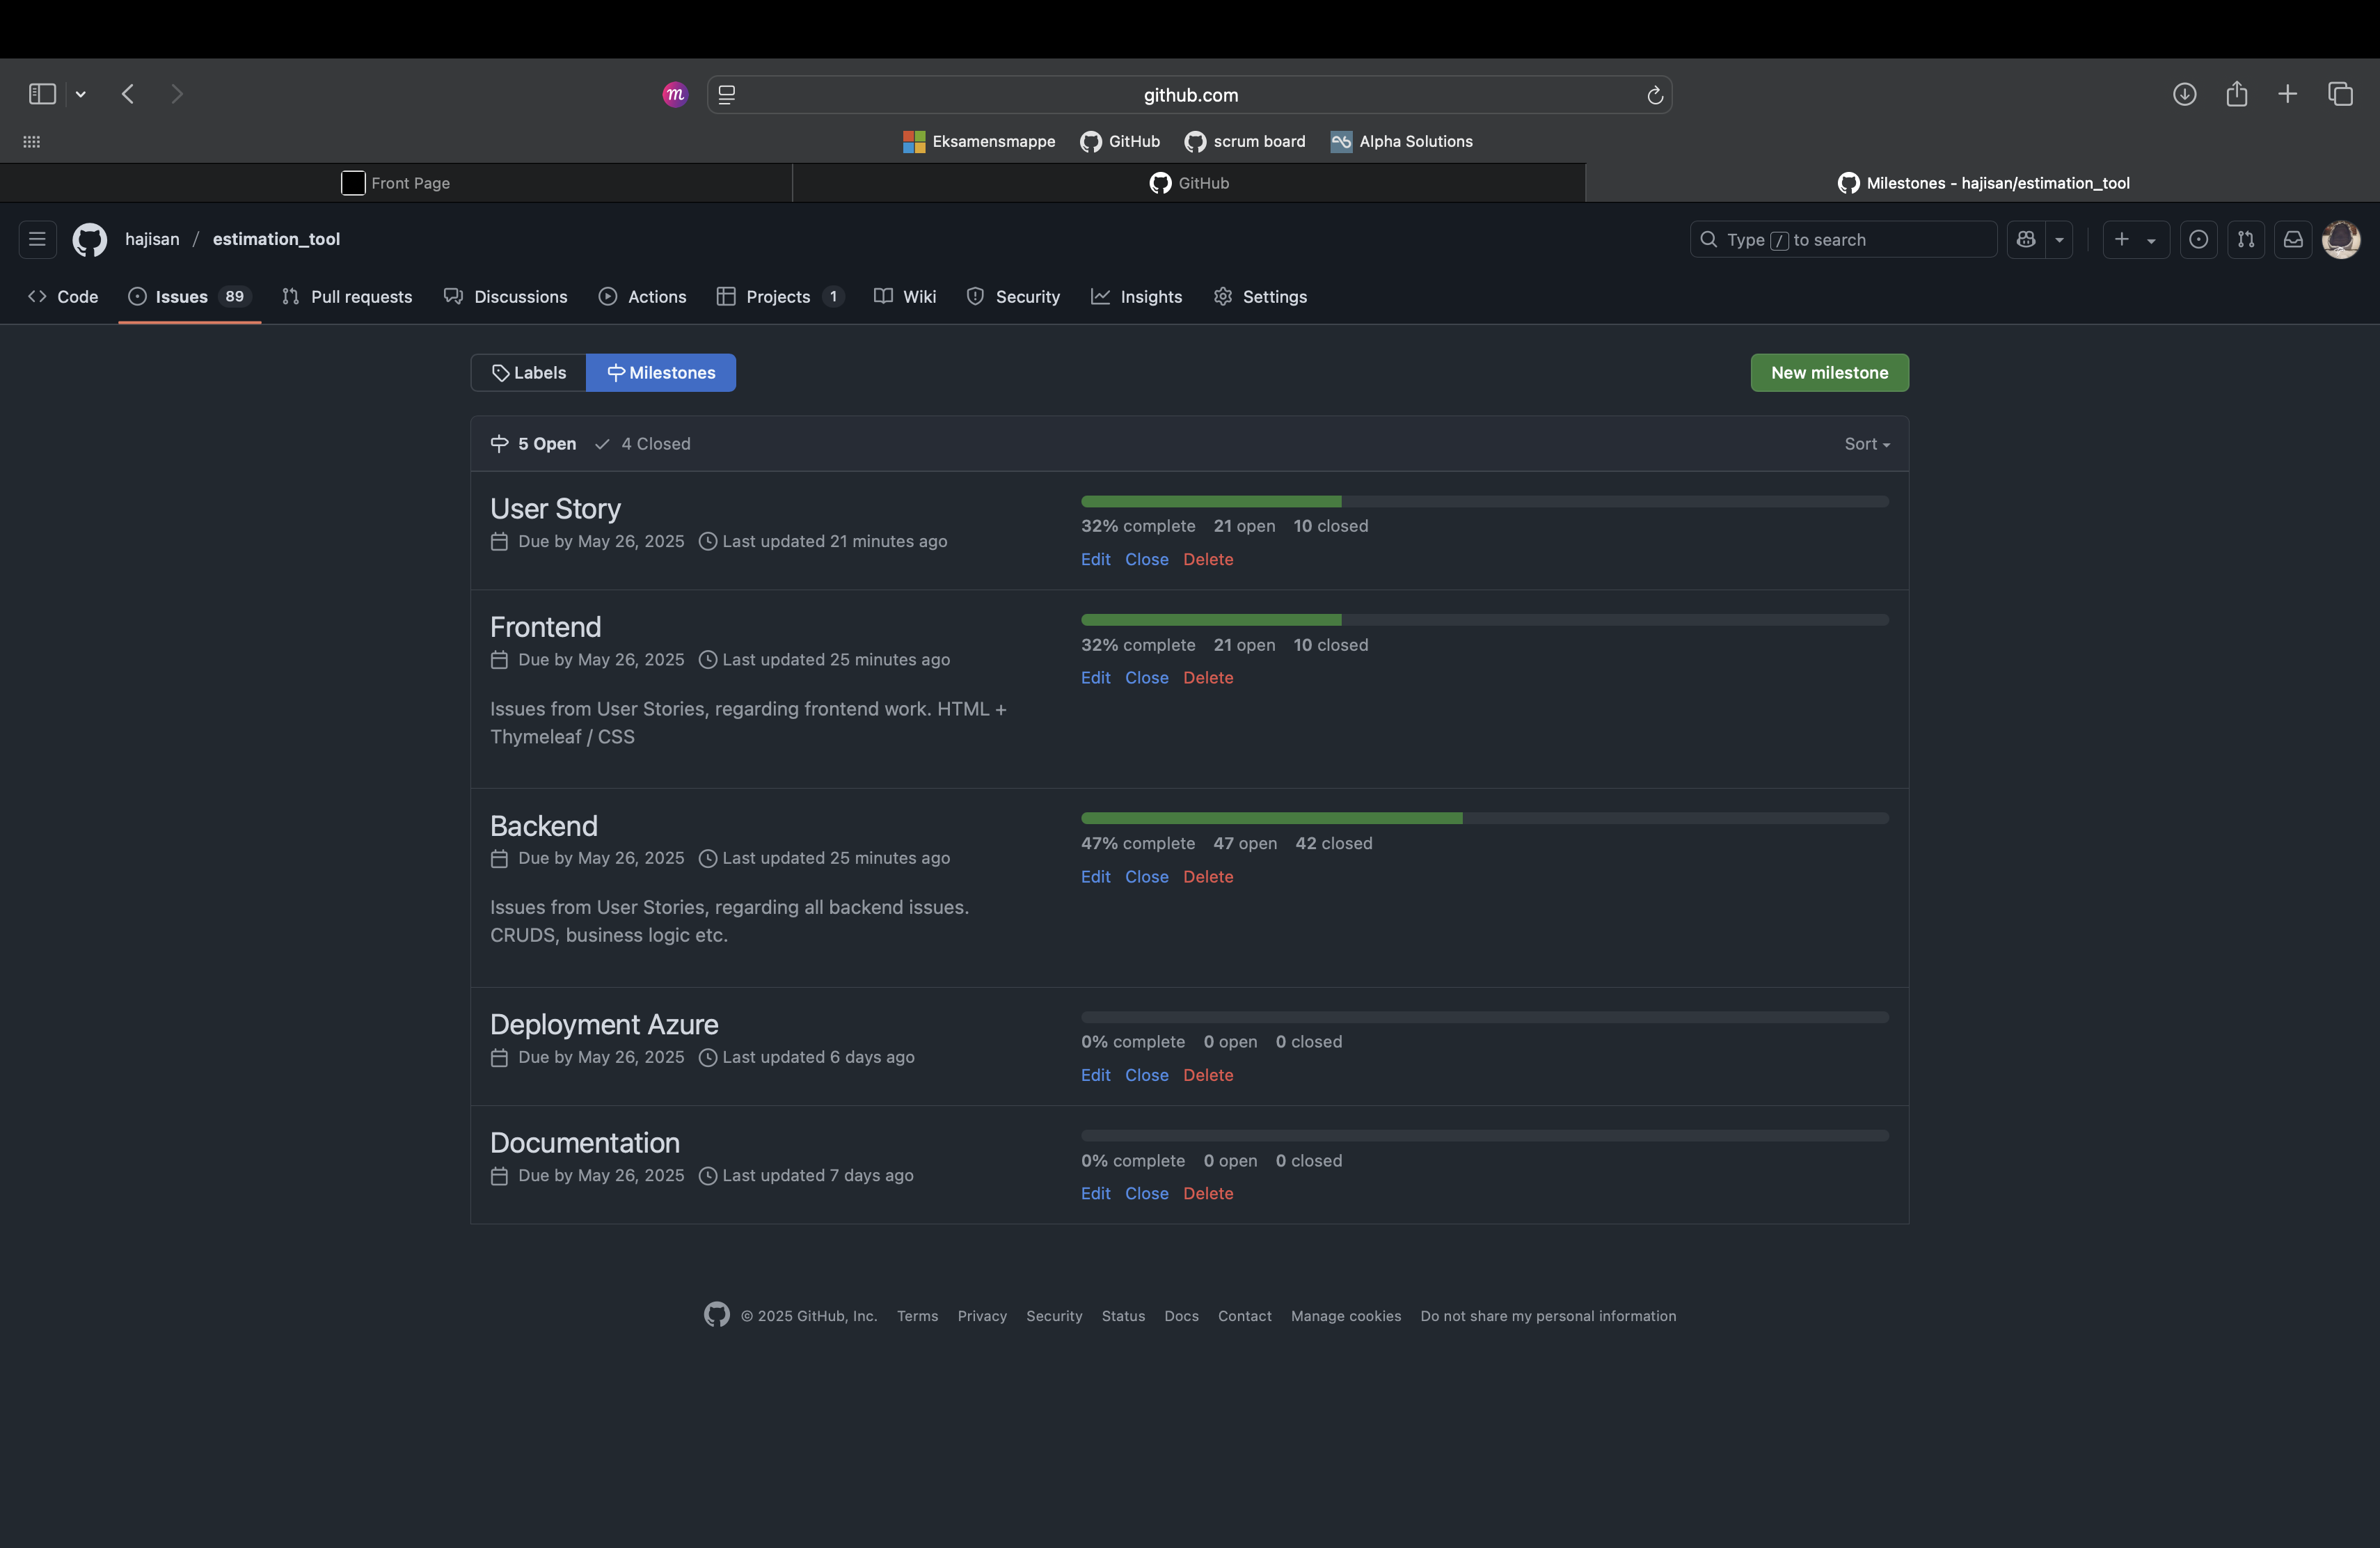 github.com
Eksamensmappe GitHub scrum board Alpha Solutions
Front Page GitHub Milestones - hajisan/estimation_tool
hajisan / estimation_tool Type / to search
Code Issues 89 Pull requests Discussions Actions Projects 1 Wiki Security Insights Settings
Labels Milestones New milestone
5 Open 4 Closed Sort
User Story
Due by May 26, 2025 Last updated 21 minutes ago
32% complete 21 open 10 closed
Edit Close Delete
Frontend
Due by May 26, 2025 Last updated 25 minutes ago
Issues from User Stories, regarding frontend work. HTML +
Thymeleaf / CSS
32% complete 21 open 10 closed
Edit Close Delete
Backend
Due by May 26, 2025 Last updated 25 minutes ago
Issues from User Stories, regarding all backend issues.
CRUDS, business logic etc.
47% complete 47 open 42 closed
Edit Close Delete
Deployment Azure
Due by May 26, 2025 Last updated 6 days ago
0% complete 0 open 0 closed
Edit Close Delete
Documentation
Due by May 26, 2025 Last updated 7 days ago
0% complete 0 open 0 closed
Edit Close Delete
© 2025 GitHub, Inc. Terms Privacy Security Status Docs Contact Manage cookies Do not share my personal information